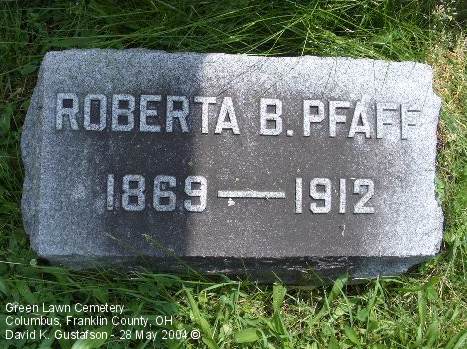 ROBERTA B. PFAFF
1869—1912
Green Lawn Cemetery
Columbus, Franklin County, OH
David K. Gustafson - 28 May 2004 ©